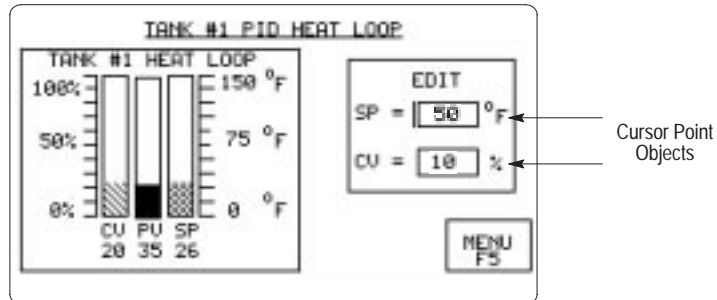 TANK #1 PID HEAT LOOP
TANK #1 HEAT LOOP
100% 150 °F
50% 75 °F
0% 0 °F
CV PV SP
20 35 26
EDIT
SP = 50 °F
CV = 10 %
MENU
F5
Cursor Point
Objects